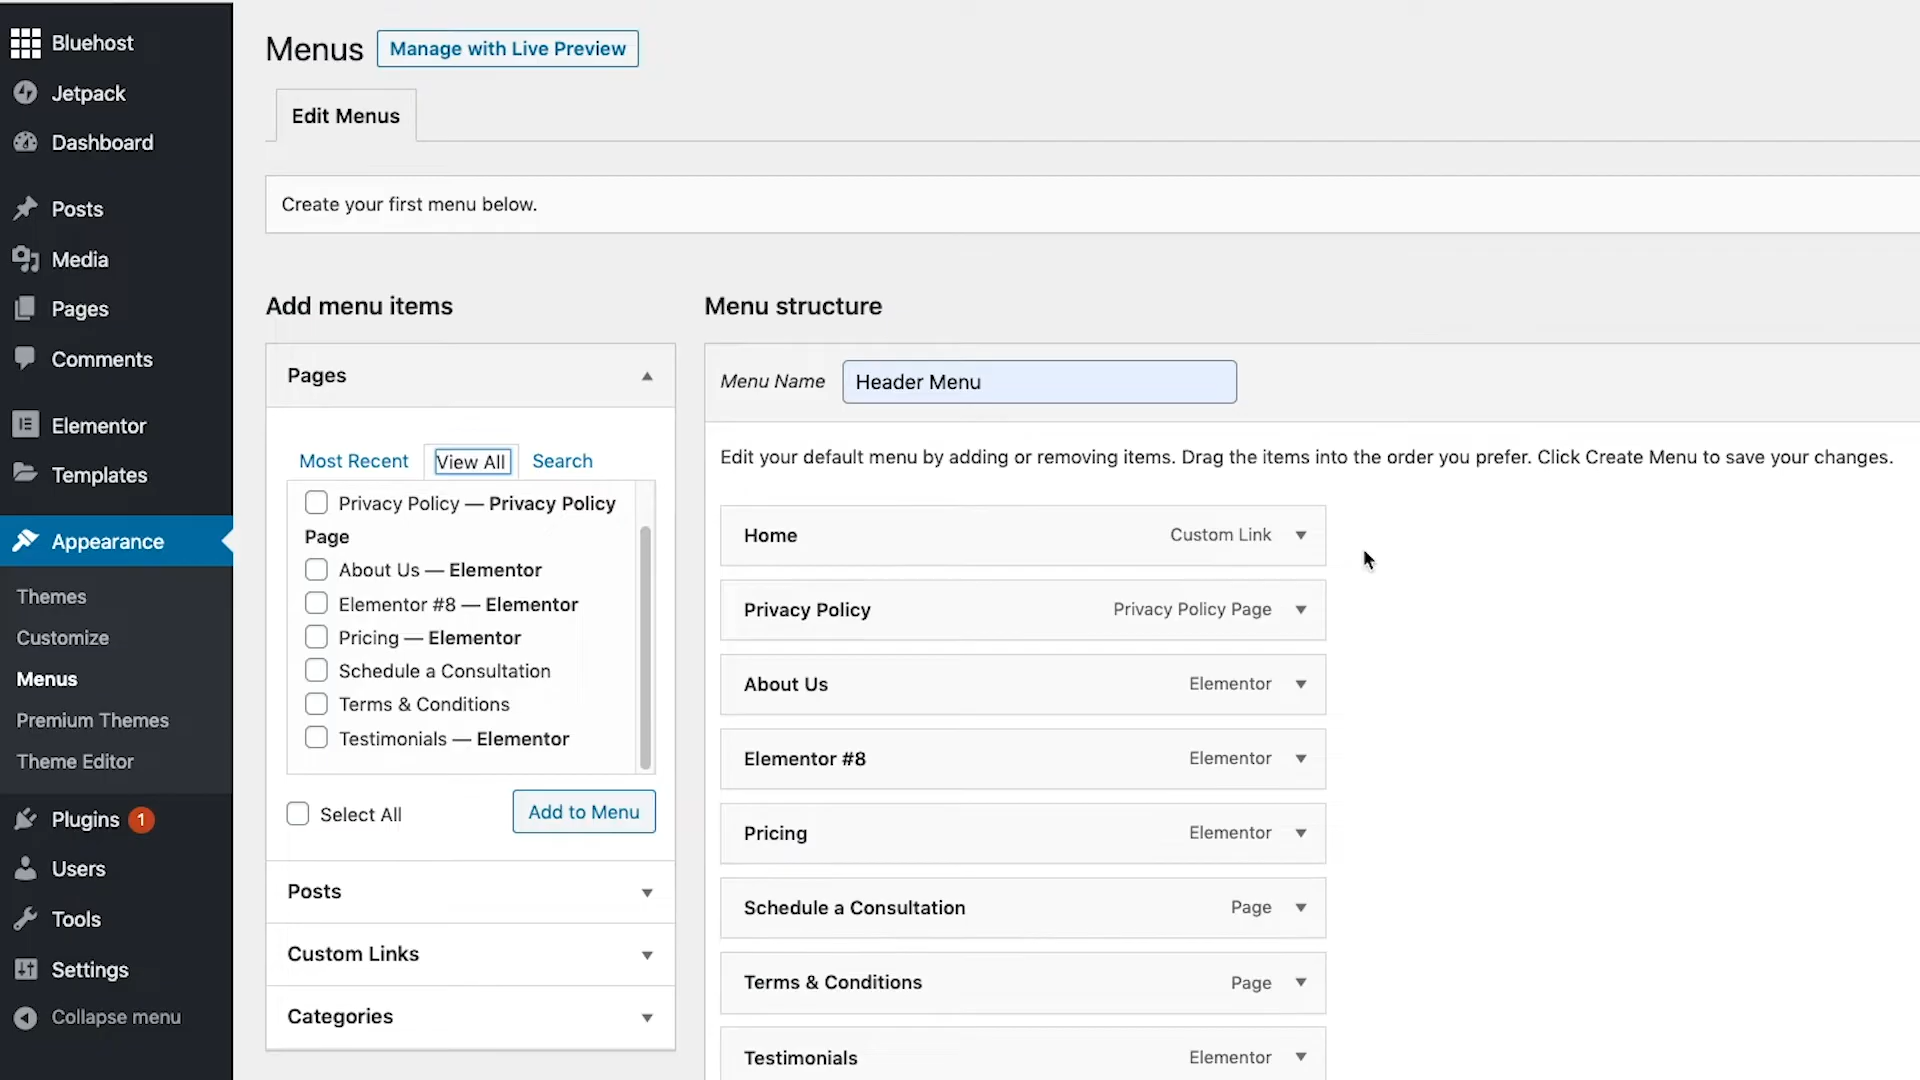 Bluehost
Jetpack
Dashboard
Posts
Media
Pages
Comments
Elementor
Templates
Appearance
Themes
Customize
Menus
Premium Themes
Theme Editor
Plugins 1
Users
Tools
Settings
Collapse menu
Menus Manage with Live Preview
Edit Menus
Create your first menu below.
Add menu items
Pages
Most Recent View All Search
Privacy Policy — Privacy Policy
Page
About Us — Elementor
Elementor #8 — Elementor
Pricing — Elementor
Schedule a Consultation
Terms & Conditions
Testimonials — Elementor
Select All Add to Menu
Posts
Custom Links
Categories
Menu structure
Menu Name Header Menu
Edit your default menu by adding or removing items. Drag the items into the order you prefer. Click Create Menu to save your changes.
Home Custom Link
Privacy Policy Privacy Policy Page
About Us Elementor
Elementor #8 Elementor
Pricing Elementor
Schedule a Consultation Page
Terms & Conditions Page
Testimonials Elementor